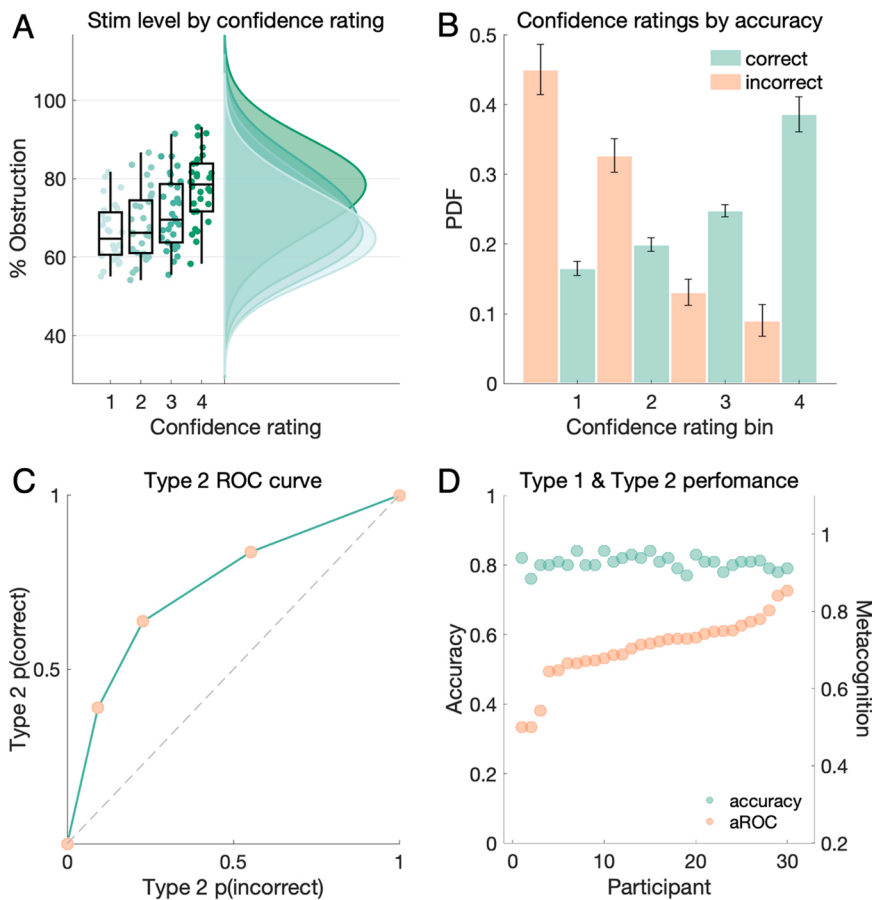 A
Stim level by confidence rating
100
80
60
40
% Obstruction
1 2 3 4
Confidence rating
B
Confidence ratings by accuracy
correct
incorrect
0.5
0.4
0.3
0.2
0.1
0
PDF
1 2 3 4
Confidence rating bin
C
Type 2 ROC curve
1
0.5
0
Type 2 p(correct)
0 0.5 1
Type 2 p(incorrect)
D
Type 1 & Type 2 perfomance
1
0.8
0.6
0.4
0.2
0
Accuracy
1
0.8
0.6
0.4
0.2
Metacognition
accuracy
aROC
0 10 20 30
Participant